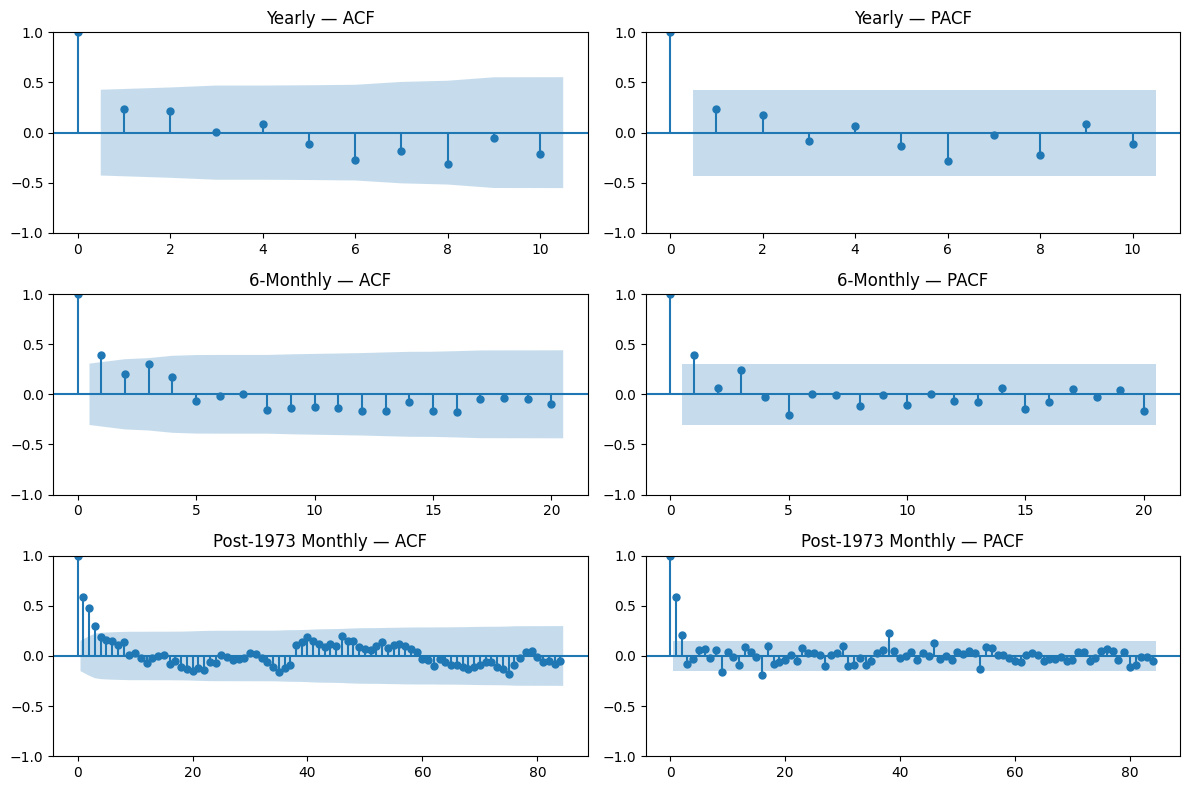 Yearly — ACF
1.0
0.5
0.0
−0.5
−1.0
0 2 4 6 8 10
Yearly — PACF
1.0
0.5
0.0
−0.5
−1.0
0 2 4 6 8 10
6-Monthly — ACF
1.0
0.5
0.0
−0.5
−1.0
0 5 10 15 20
6-Monthly — PACF
1.0
0.5
0.0
−0.5
−1.0
0 5 10 15 20
Post-1973 Monthly — ACF
1.0
0.5
0.0
−0.5
−1.0
0 20 40 60 80
Post-1973 Monthly — PACF
1.0
0.5
0.0
−0.5
−1.0
0 20 40 60 80